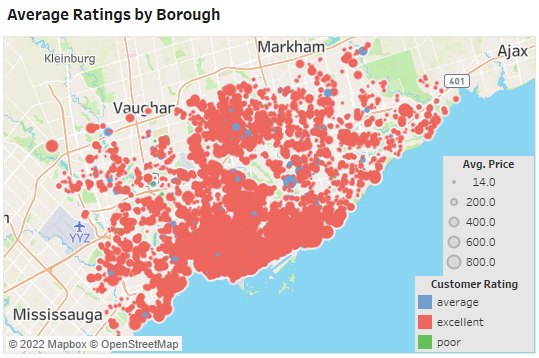 Average Ratings by Borough
Markham
Kleinburg
Ajax
401
Vaughar
Avg. Price
14.0
200.0
400.0
600.0
800.0
YYZ
n
Customer Rating
average
excellent
poor
Mississauga
© 2022 Mapbox © OpenStreetMap